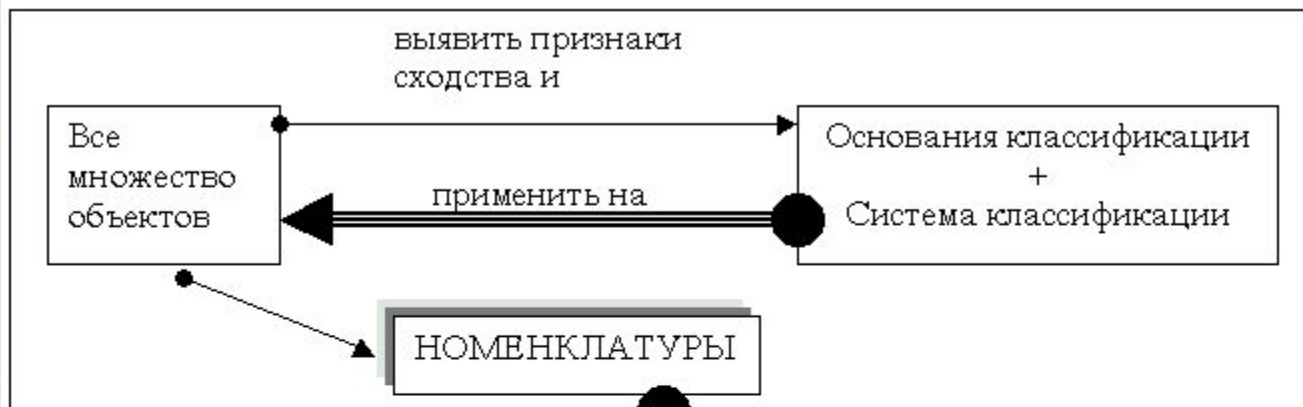 выявить признаки
сходства и
Все
множество
объектов
Основания классификации
+
Система классификации
применить на
НОМЕНКЛАТУРЫ